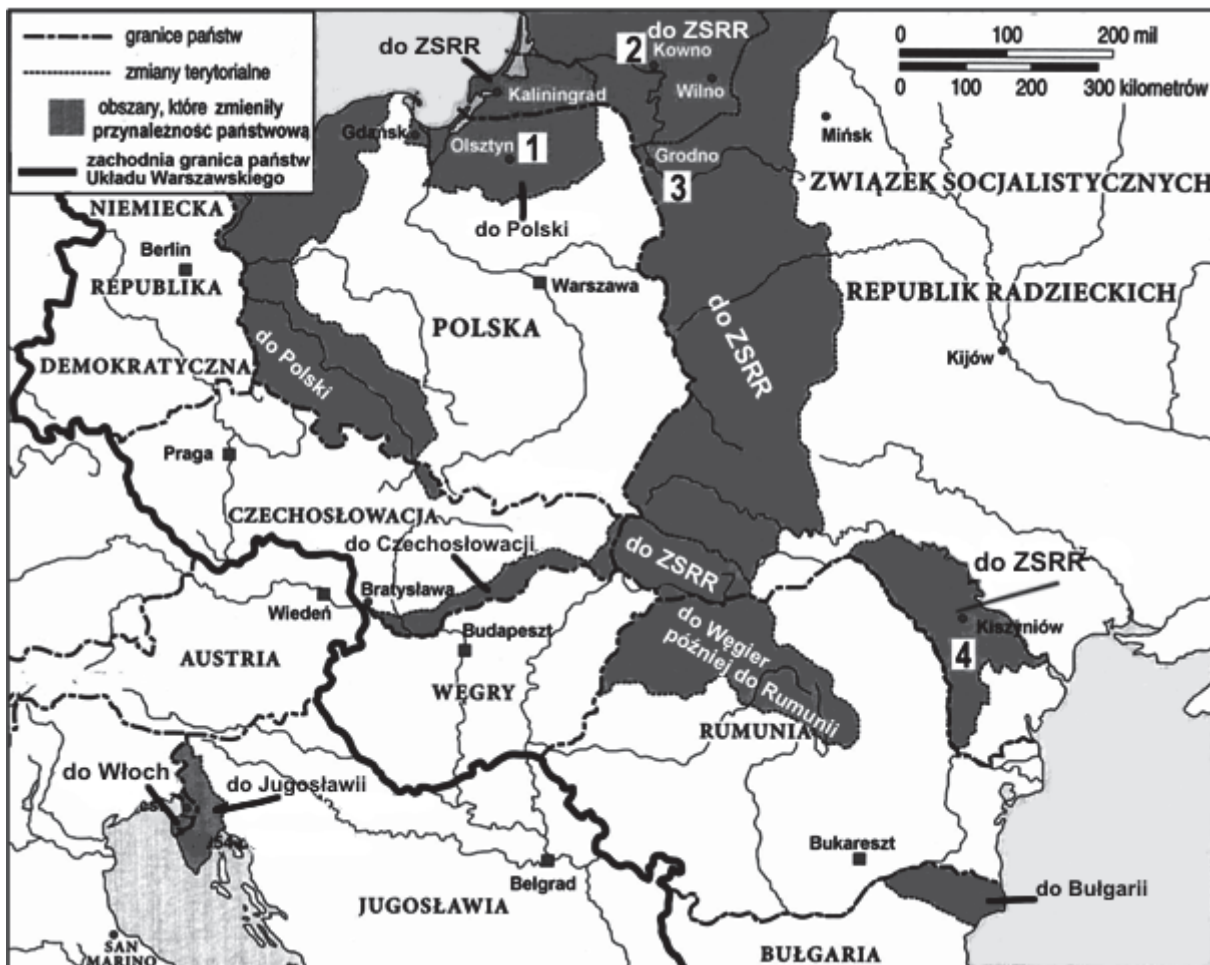 granice państw
zmiany terytorialne
obszary, które zmieniły
przynależność państwową
zachodnia granica państw
Układu Warszawskiego
do ZSRR
2
do ZSRR
Kowno
Wilno
Kaliningrad
Gdańsk
Olsztyn
1
Grodno
3
do Polski
0 100 200 mil
0 100 200 300 kilometrów
Mińsk
ZWIĄZEK SOCJALISTYCZNYCH
REPUBLIK RADZIECKICH
Kijów
NIEMIECKA
Berlin
REPUBLIKA
DEMOKRATYCZNA
do Polski
POLSKA
Warszawa
do ZSRR
Praga
CZECHOSŁOWACJA
do Czechosłowacji
Bratysława
Wiedeń
AUSTRIA
Budapeszt
WĘGRY
do ZSRR
do Węgier
później do Rumunii
RUMUNIA
do ZSRR
Kiszyniów
4
do Włoch
do Jugosławii
Bukareszt
Belgrad
JUGOSŁAWIA
do Bułgarii
BUŁGARIA
SAN
MARINO